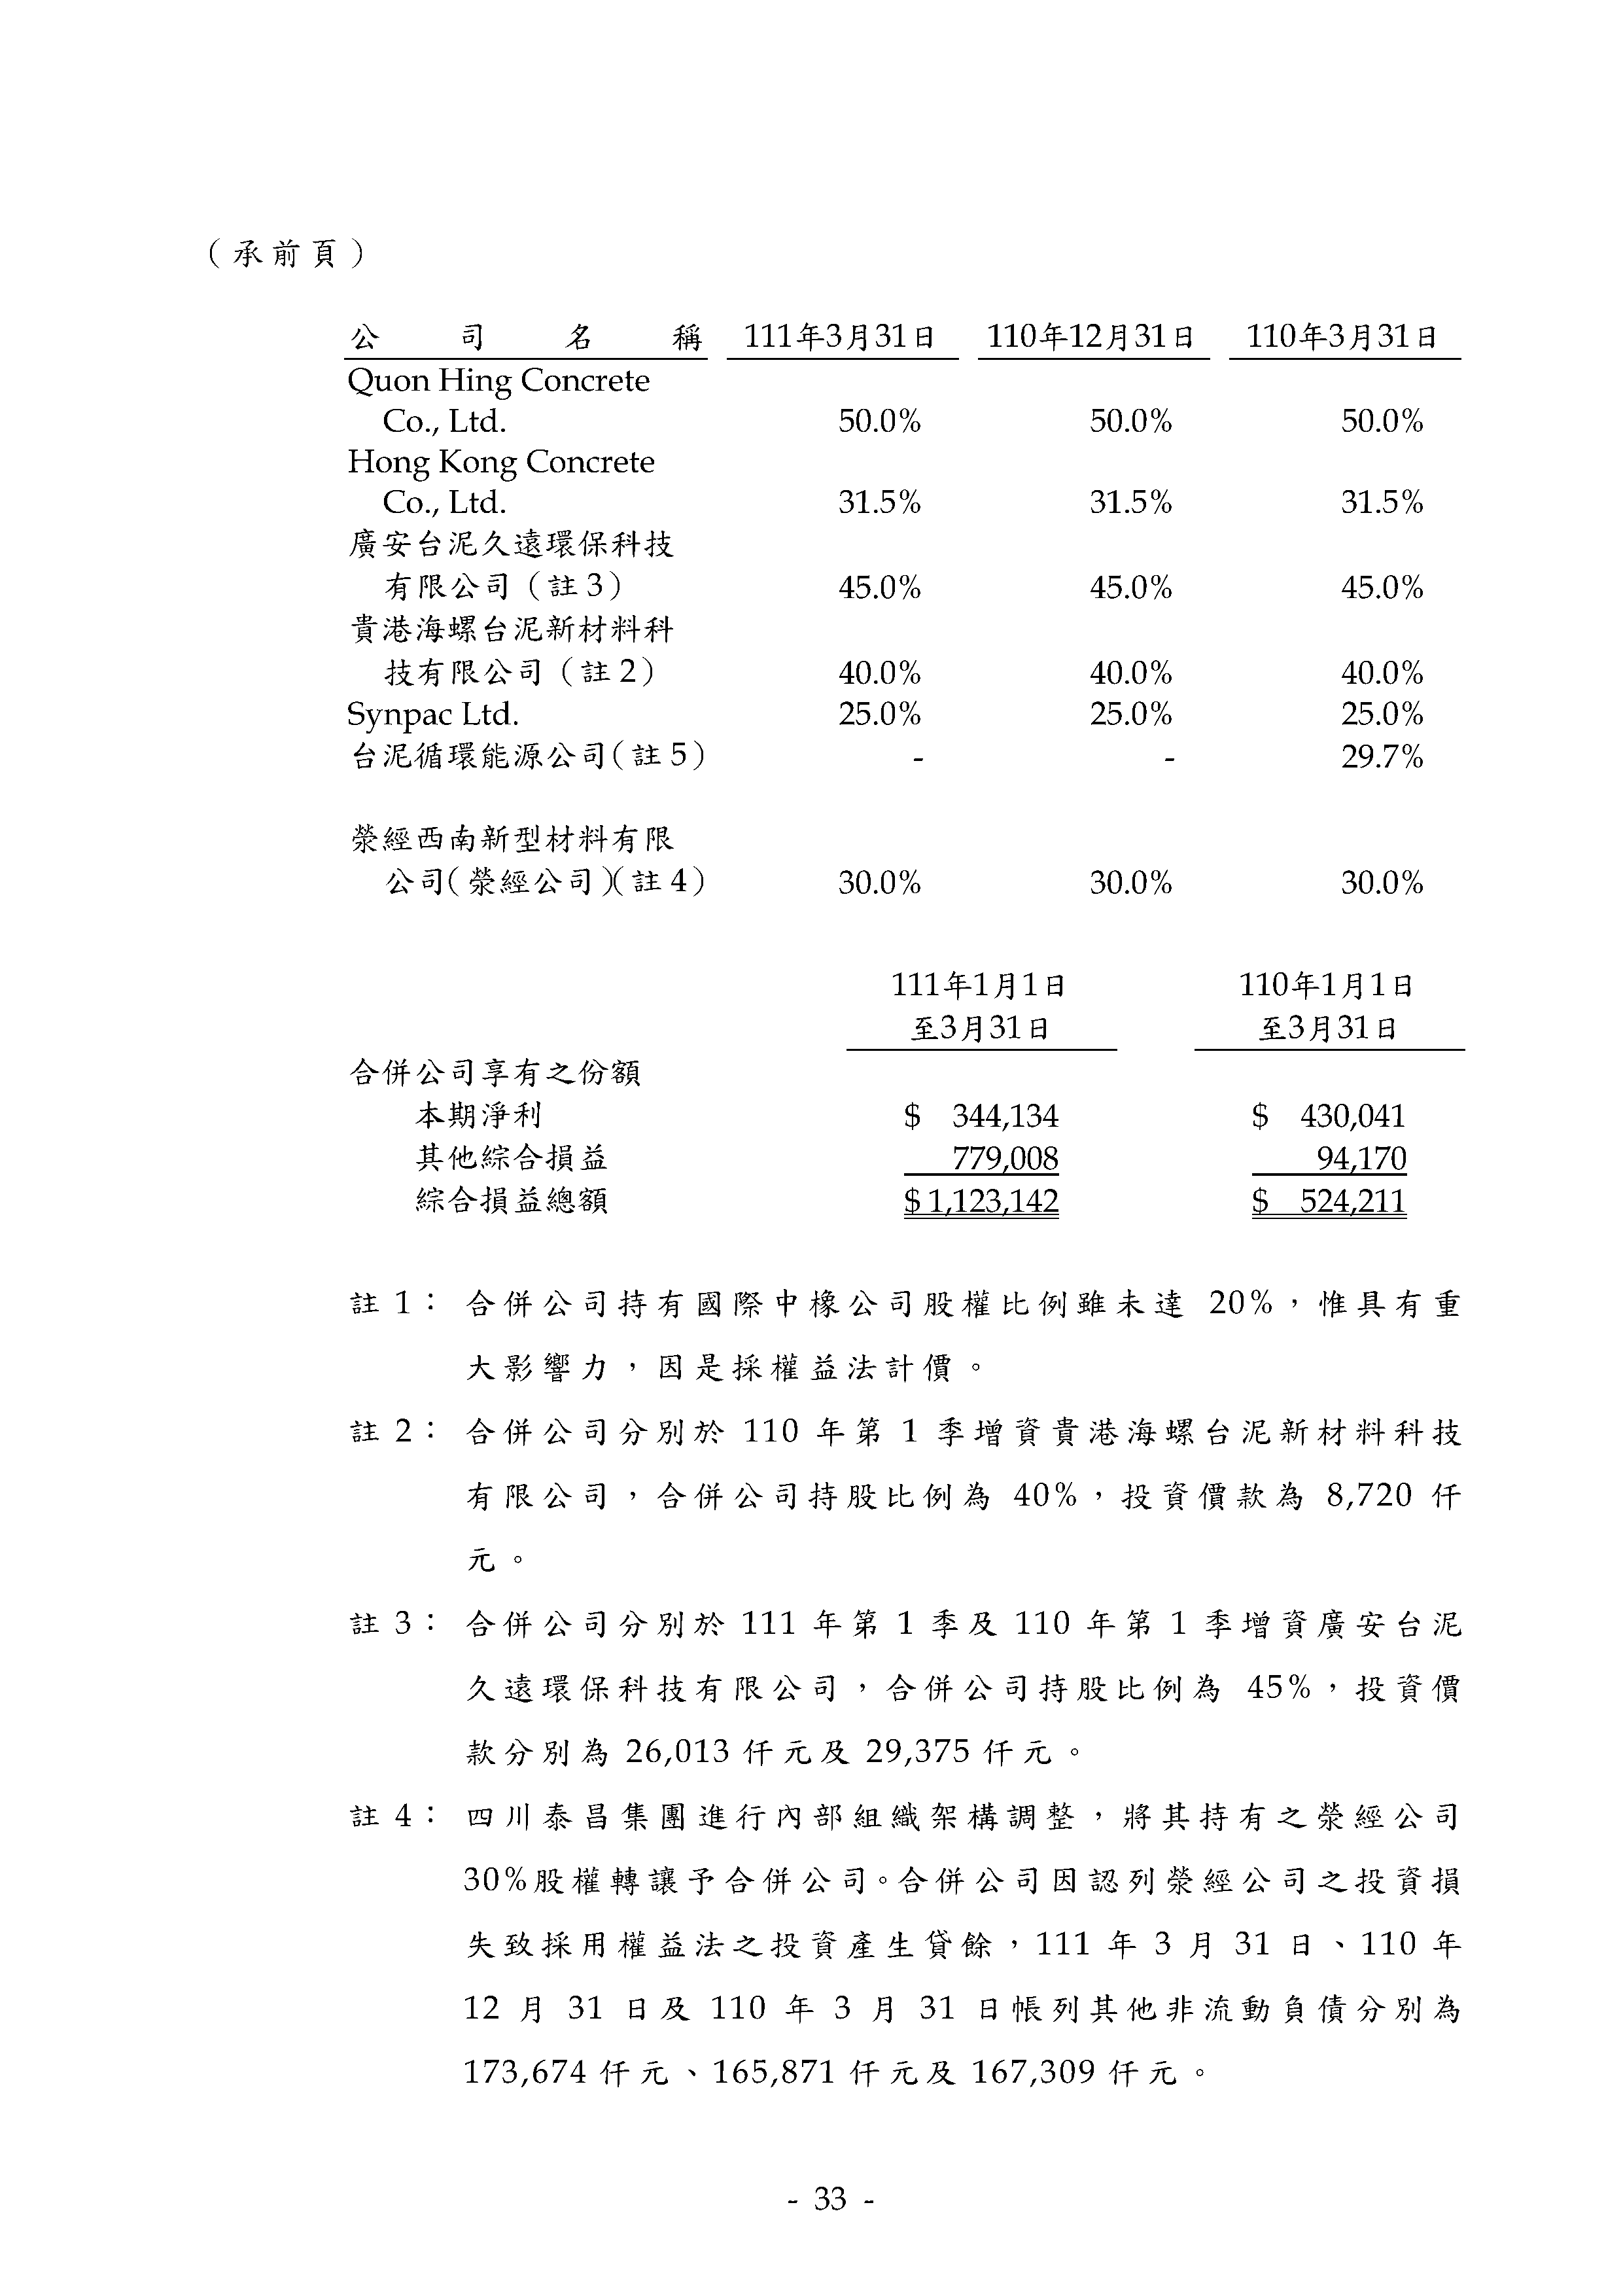 （承前頁）
公司名稱 111年3月31日 110年12月31日 110年3月31日
Quon Hing Concrete
Co., Ltd. 50.0% 50.0% 50.0%
Hong Kong Concrete
Co., Ltd. 31.5% 31.5% 31.5%
廣安台泥久遠環保科技
有限公司（註3） 45.0% 45.0% 45.0%
貴港海螺台泥新材料科
技有限公司（註2） 40.0% 40.0% 40.0%
Synpac Ltd. 25.0% 25.0% 25.0%
台泥循環能源公司（註5） - - 29.7%
滎經西南新型材料有限
公司（滎經公司）（註4） 30.0% 30.0% 30.0%
111年1月1日 110年1月1日
至3月31日 至3月31日
合併公司享有之份額
本期淨利 $ 344,134 $ 430,041
其他綜合損益 779,008 94,170
綜合損益總額 $ 1,123,142 $ 524,211
註1：合併公司持有國際中橡公司股權比例雖未達 20%，惟具有重
大影響力，因是採權益法計價。
註2：合併公司分別於 110 年第 1 季增資貴港海螺台泥新材料科技
有限公司，合併公司持股比例為 40%，投資價款為 8,720 仟
元。
註3：合併公司分別於 111 年第 1 季及 110 年第 1 季增資廣安台泥
久遠環保科技有限公司，合併公司持股比例為 45%，投資價
款分別為 26,013 仟元及 29,375 仟元。
註4：四川泰昌集團進行內部組織架構調整，將其持有之滎經公司
30%股權轉讓予合併公司。合併公司因認列滎經公司之投資損
失致採用權益法之投資產生貸餘，111 年 3 月 31 日、110 年
12 月 31 日及 110 年 3 月 31 日帳列其他非流動負債分別為
173,674 仟元、165,871 仟元及 167,309 仟元。
- 33 -